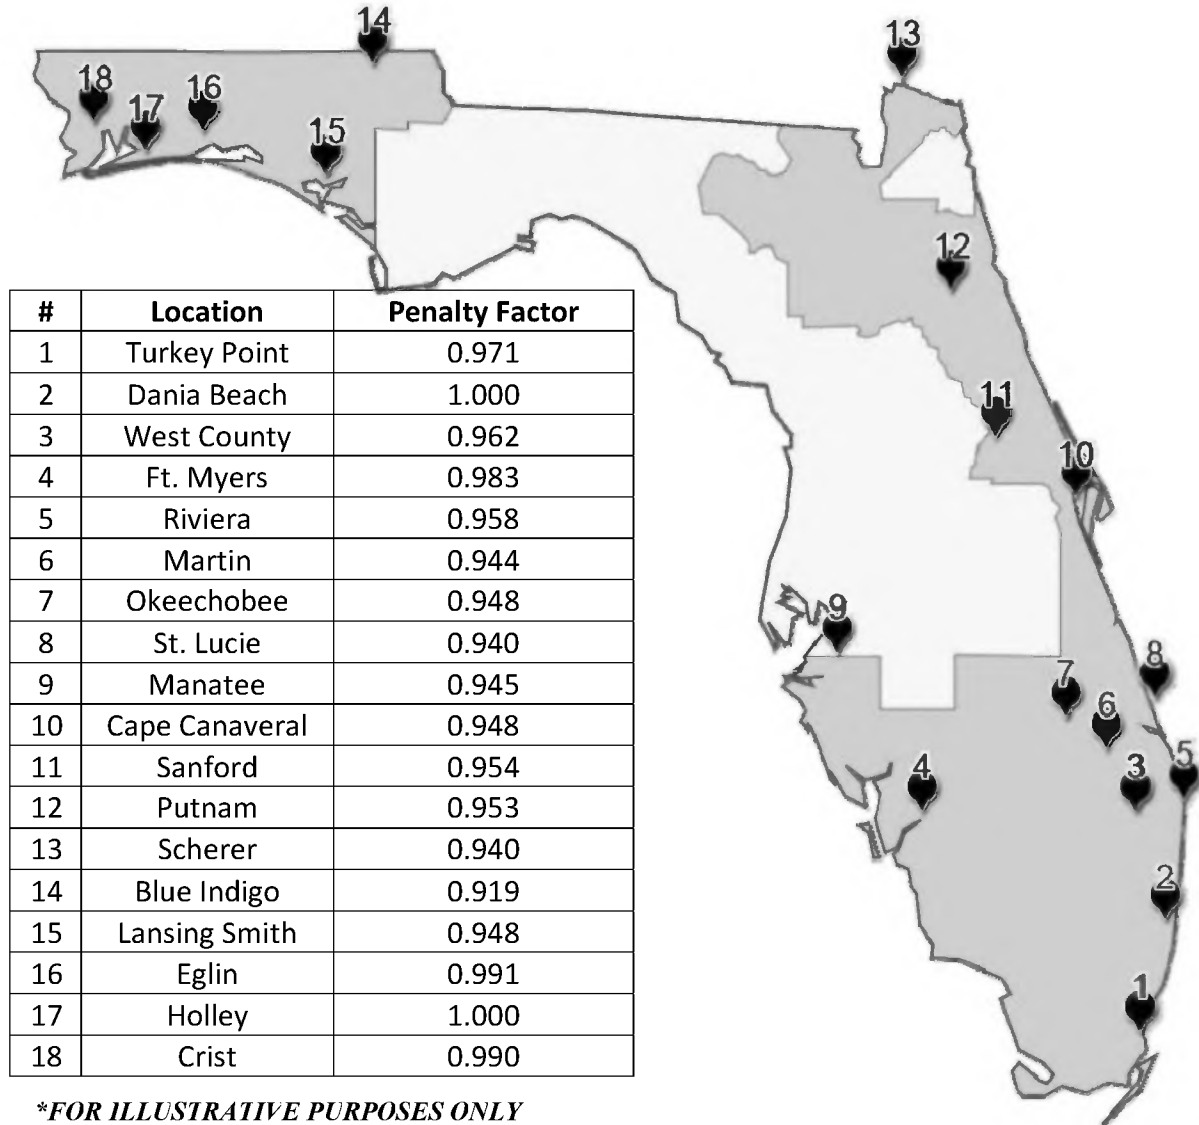 14
13
18
16
17
15
12
11
10
9
8
7
6
5
4
3
2
1
# Location Penalty Factor
1 Turkey Point 0.971
2 Dania Beach 1.000
3 West County 0.962
4 Ft. Myers 0.983
5 Riviera 0.958
6 Martin 0.944
7 Okeechobee 0.948
8 St. Lucie 0.940
9 Manatee 0.945
10 Cape Canaveral 0.948
11 Sanford 0.954
12 Putnam 0.953
13 Scherer 0.940
14 Blue Indigo 0.919
15 Lansing Smith 0.948
16 Eglin 0.991
17 Holley 1.000
18 Crist 0.990
*FOR ILLUSTRATIVE PURPOSES ONLY